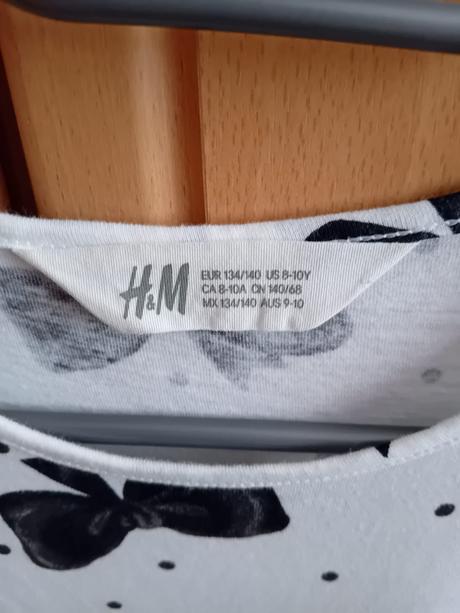 H&M
EUR 134/140 US 8-10Y
CA 8-10A CN 140/68
MX 134/140 AUS 9-10